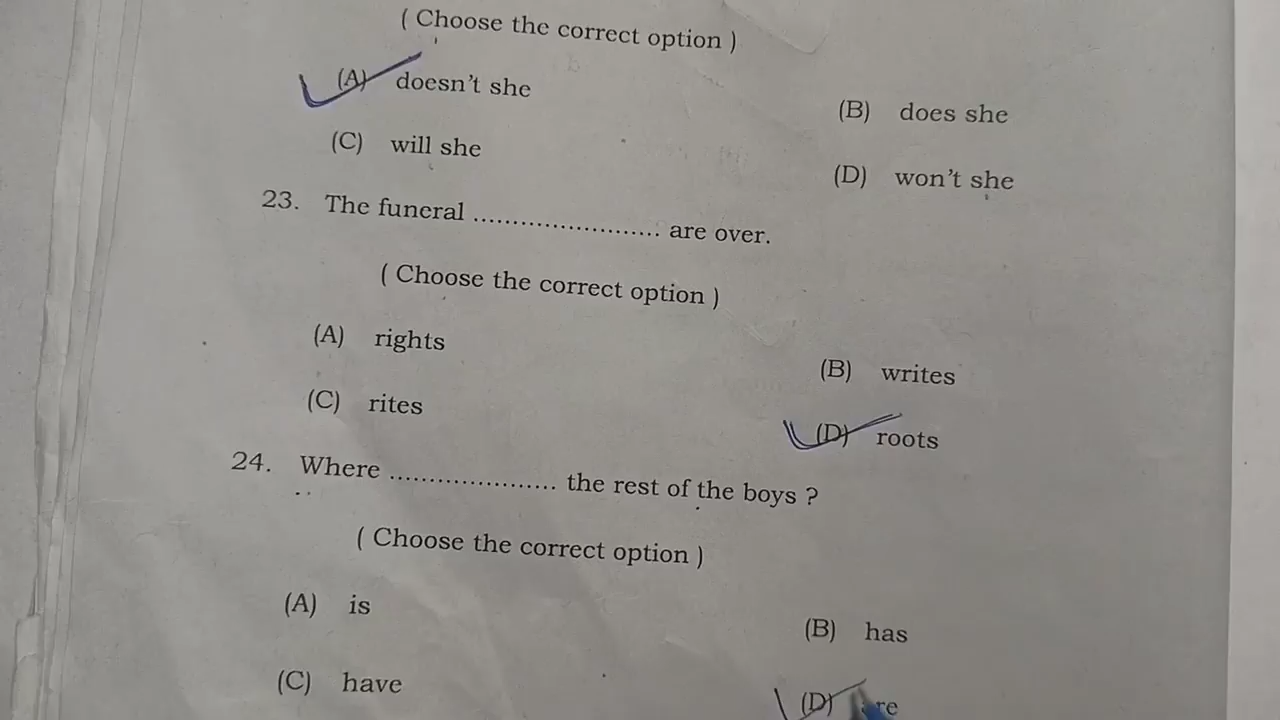 ( Choose the correct option )
(A) doesn't she (B) does she
(C) will she (D) won't she
23. The funeral ........................ are over.
( Choose the correct option )
(A) rights (B) writes
(C) rites (D) roots
24. Where ..................... the rest of the boys ?
( Choose the correct option )
(A) is (B) has
(C) have (D)